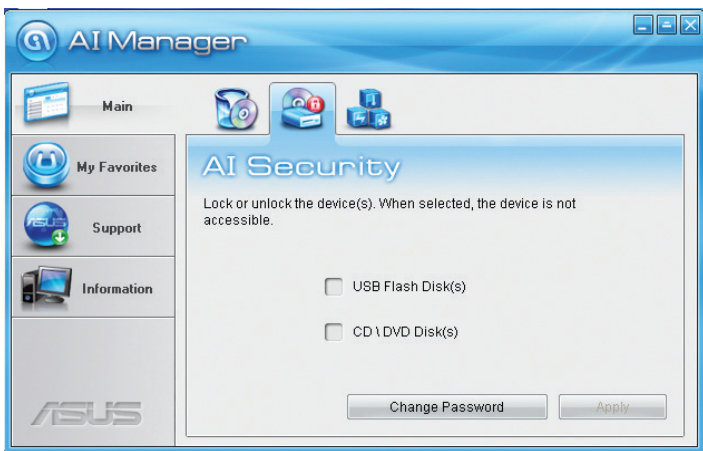 AI Manager
Main
My Favorites
ASUS
Support
Information
ASUS
AI Security
Lock or unlock the device(s). When selected, the device is not
accessible.
USB Flash Disk(s)
CD \ DVD Disk(s)
Change Password
Apply